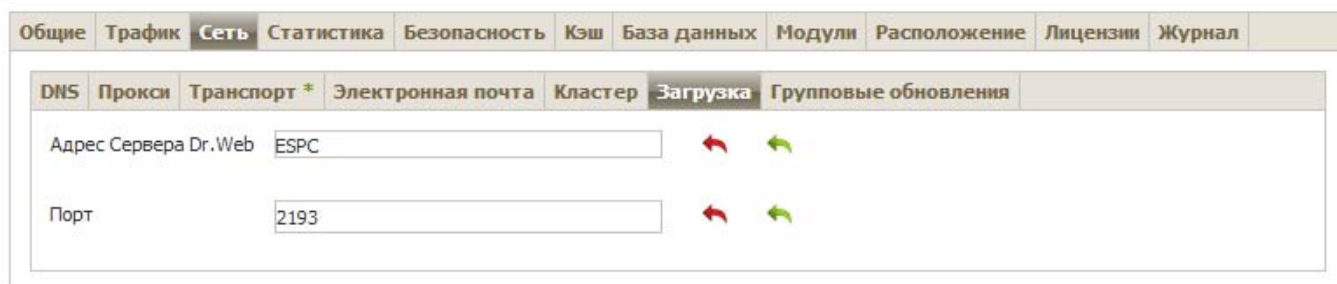 Общие Трафик Сеть Статистика Безопасность Кэш База данных Модули Расположение Лицензии Журнал
DNS Прокси Транспорт * Электронная почта Кластер Загрузка Групповые обновления
Адрес Сервера Dr.Web ESPC
Порт 2193